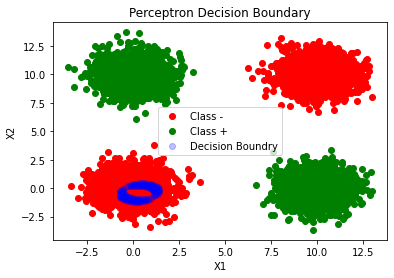 Perceptron Decision Boundary
12.5
10.0
7.5
5.0
2.5
0.0
−2.5
X2
Class -
Class +
Decision Boundry
−2.5
0.0
2.5
5.0
7.5
10.0
12.5
X1